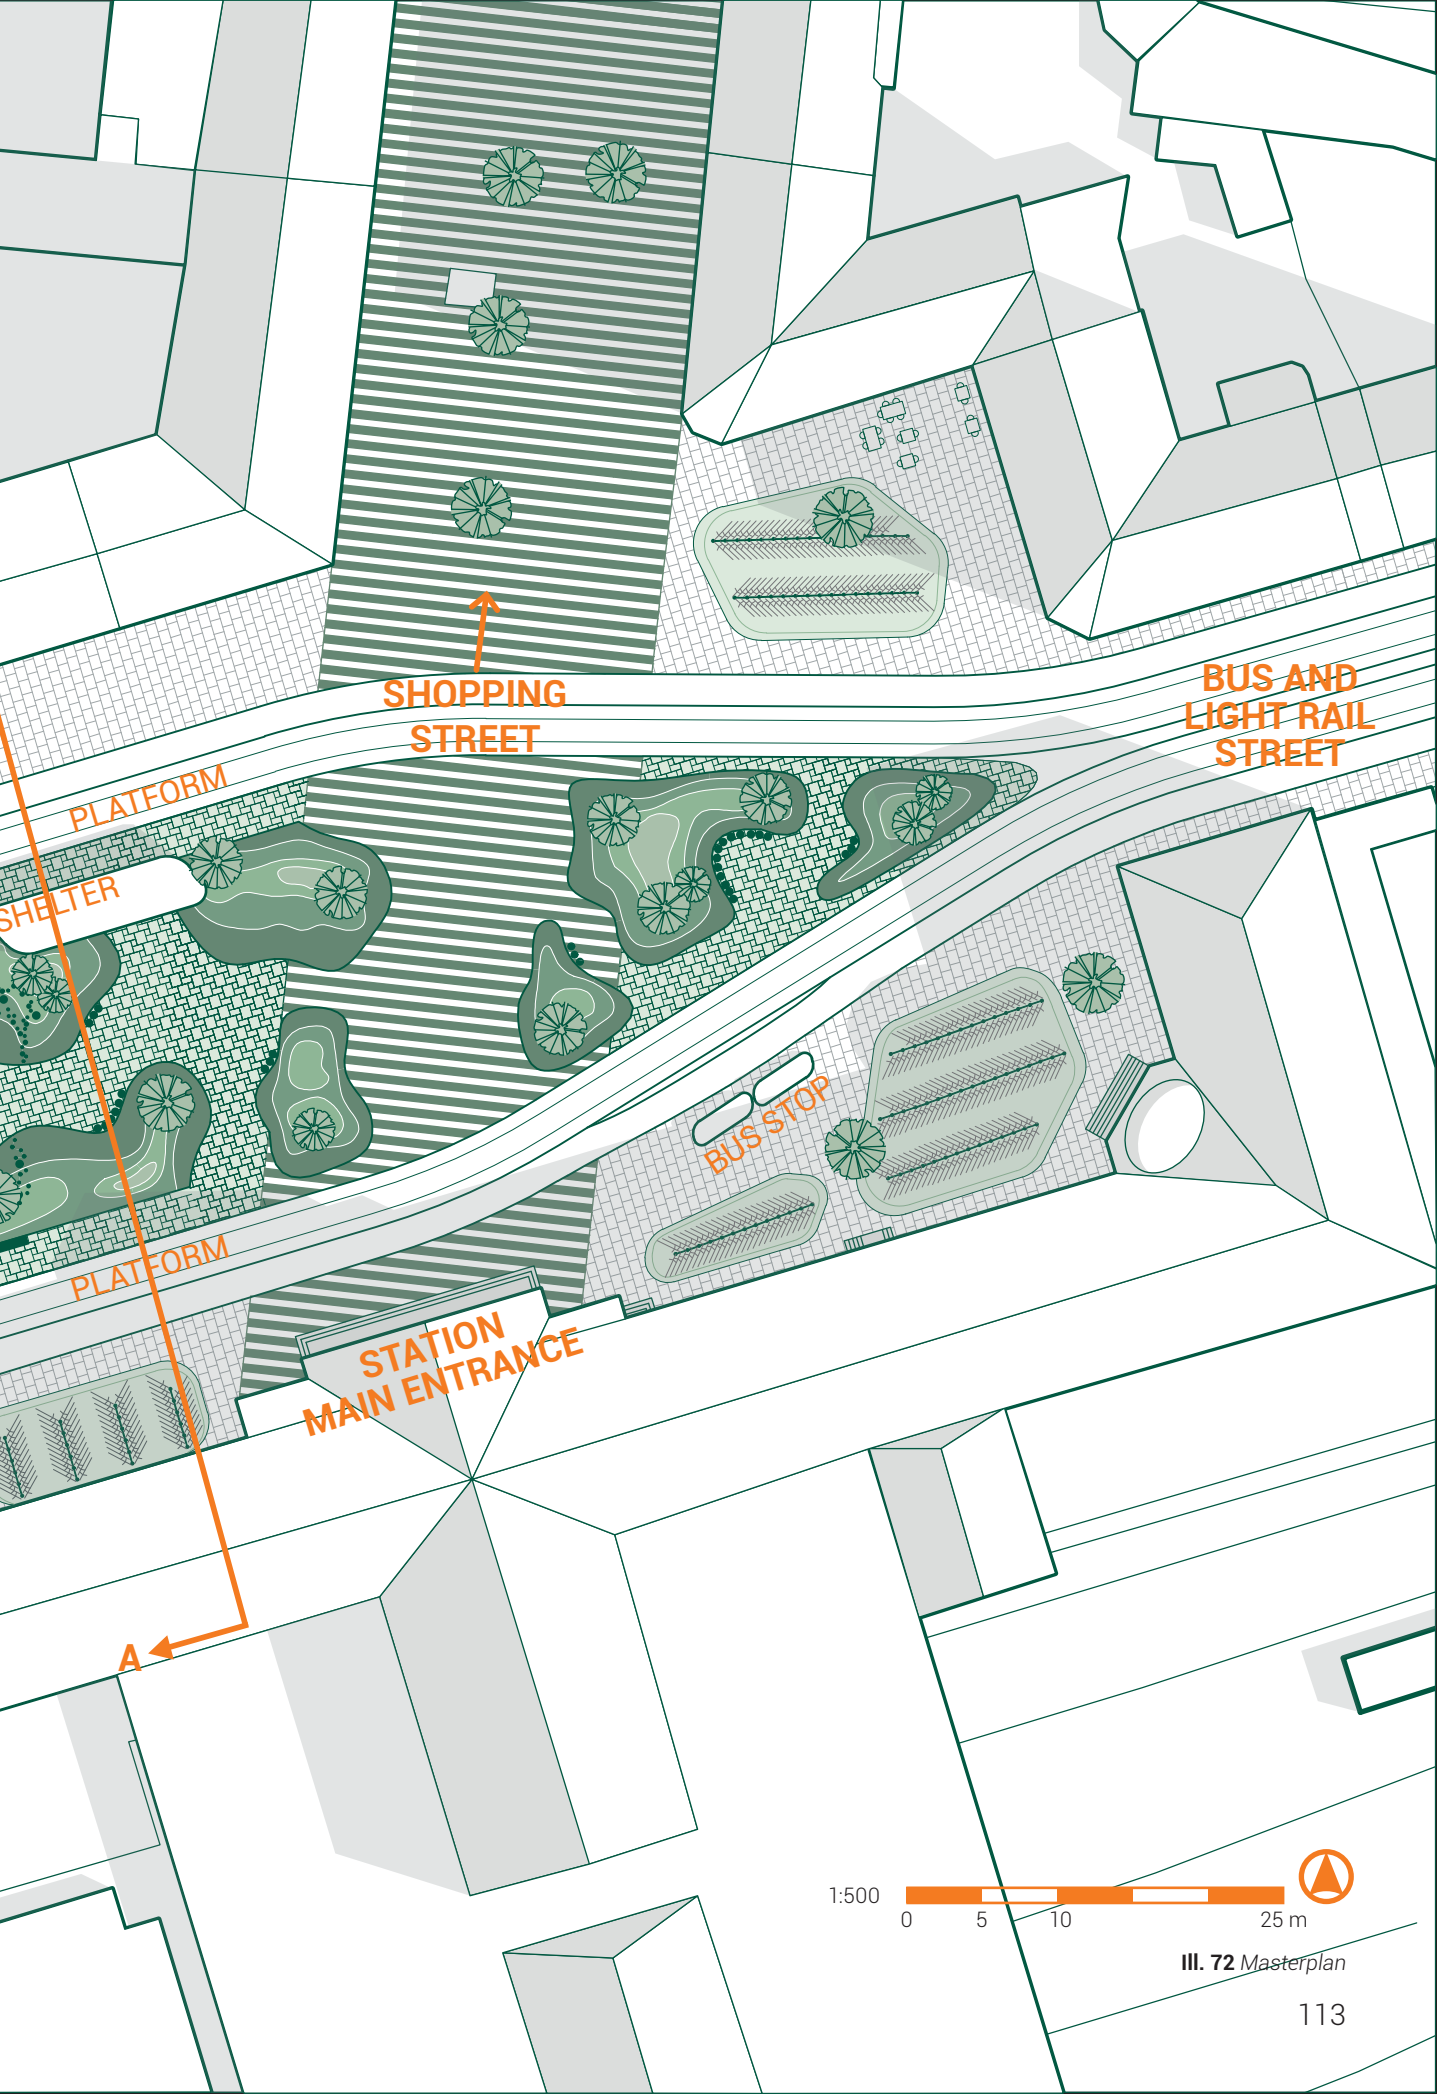 SHOPPING
STREET
BUS AND
LIGHT RAIL
STREET
PLATFORM
SHELTER
BUS STOP
PLATFORM
STATION
MAIN ENTRANCE
A
1:500
0 5 10 25 m
Ill. 72 Masterplan
113